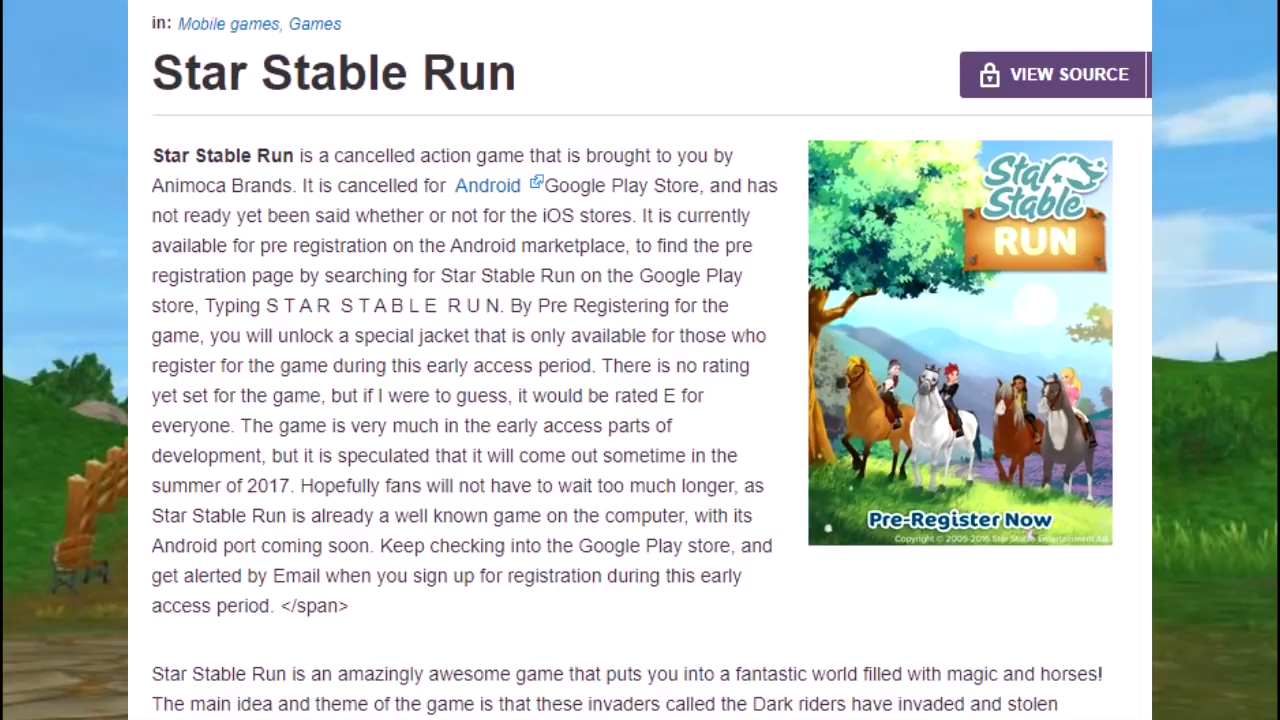 in: Mobile games, Games
Star Stable Run
VIEW SOURCE
Star Stable Run is a cancelled action game that is brought to you by
Animoca Brands. It is cancelled for Android Google Play Store, and has
not ready yet been said whether or not for the iOS stores. It is currently
available for pre registration on the Android marketplace, to find the pre
registration page by searching for Star Stable Run on the Google Play
store, Typing S T A R S T A B L E R U N. By Pre Registering for the
game, you will unlock a special jacket that is only available for those who
register for the game during this early access period. There is no rating
yet set for the game, but if I were to guess, it would be rated E for
everyone. The game is very much in the early access parts of
development, but it is speculated that it will come out sometime in the
summer of 2017. Hopefully fans will not have to wait too much longer, as
Star Stable Run is already a well known game on the computer, with its
Android port coming soon. Keep checking into the Google Play store, and
get alerted by Email when you sign up for registration during this early
access period. </span>
Star
Stable
RUN
Pre-Register Now
Copyright © 2005-2016 Star Stable Entertainment AB
Star Stable Run is an amazingly awesome game that puts you into a fantastic world filled with magic and horses!
The main idea and theme of the game is that these invaders called the Dark riders have invaded and stolen